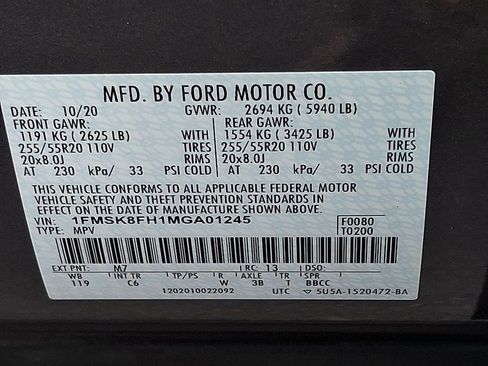 MFD. BY FORD MOTOR CO.
DATE: 10/20 GVWR: 2694 KG ( 5940 LB)
FRONT GAWR: REAR GAWR:
1191 KG ( 2625 LB) WITH 1554 KG ( 3425 LB) WITH
255/55R20 110V TIRES 255/55R20 110V TIRES
20x8.0J RIMS 20x8.0J RIMS
AT 230 kPa/ 33 PSI COLD AT 230 kPa/ 33 PSI COLD
THIS VEHICLE CONFORMS TO ALL APPLICABLE FEDERAL MOTOR
VEHICLE SAFETY AND THEFT PREVENTION STANDARDS IN
EFFECT ON THE DATE OF MANUFACTURE SHOWN ABOVE.
VIN: 1FMSK8FH1MGA01245 F0080
TYPE: MPV T0200
EXT PNT: M7 RC: 13 DSO:
WB INT TR TP/PS R AXLE TR SPR
119 C6 W 3B T BBCC
1202010022092 UTC 5U5A-1520472-BA